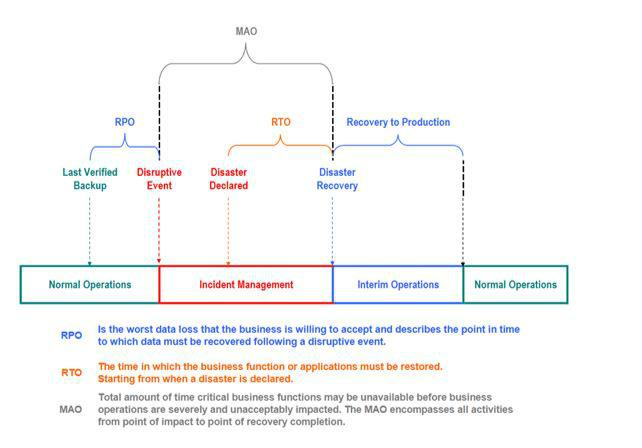 MAO
RPO
RTO
Recovery to Production
Last Verified
Backup
Disruptive
Event
Disaster
Declared
Disaster
Recovery
Normal Operations
Incident Management
Interim Operations
Normal Operations
RPO
Is the worst data loss that the business is willing to accept and describes the point in time
to which data must be recovered following a disruptive event.
RTO
The time in which the business function or applications must be restored.
Starting from when a disaster is declared.
MAO
Total amount of time critical business functions may be unavailable before business
operations are severely and unacceptably impacted. The MAO encompasses all activities
from point of impact to point of recovery completion.